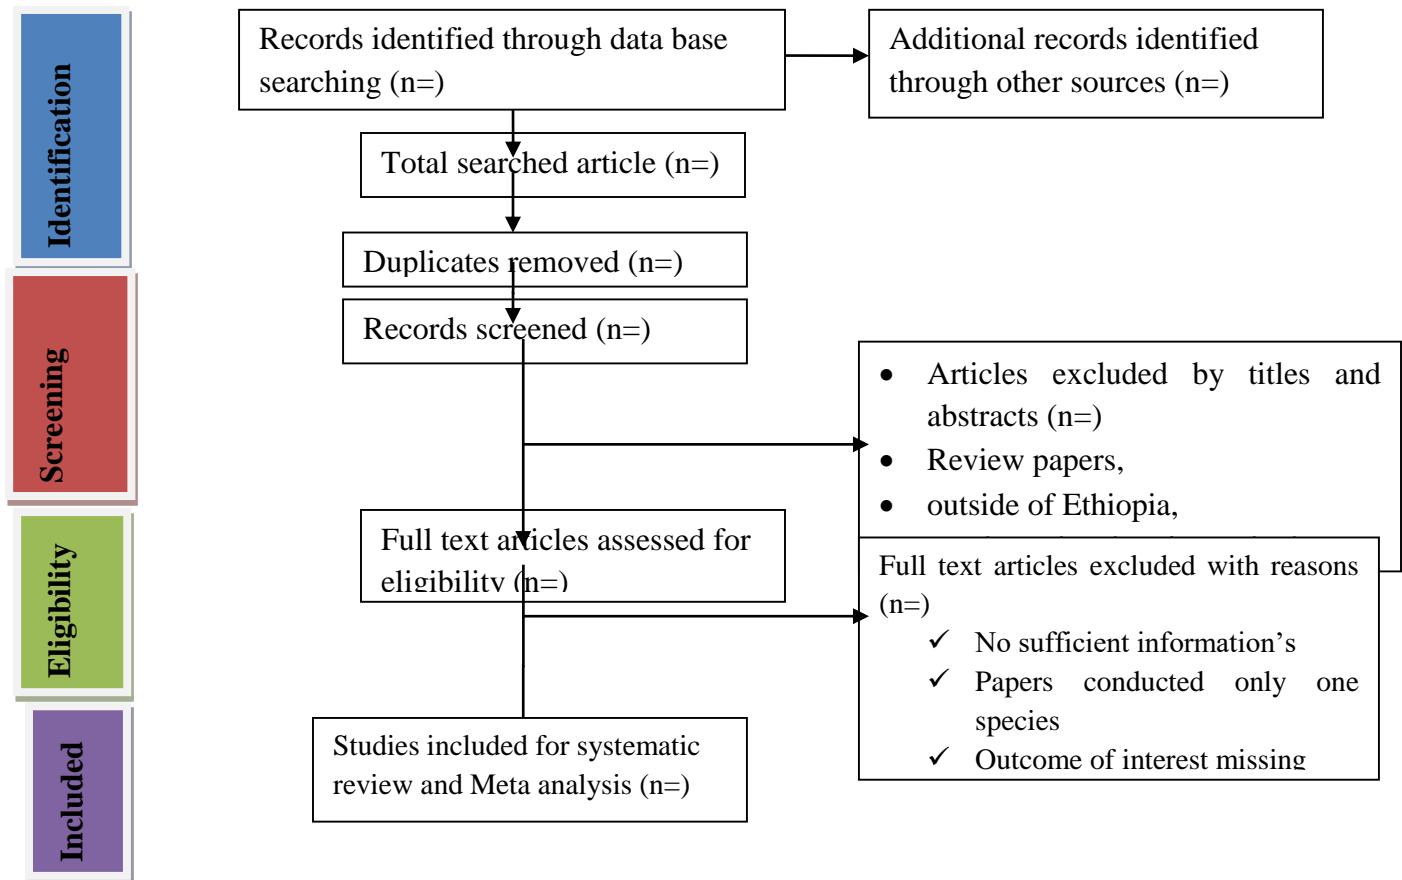 Identification
Records identified through data base
searching (n=)
Additional records identified
through other sources (n=)
Total searched article (n=)
Duplicates removed (n=)
Screening
Records screened (n=)
• Articles excluded by titles and
abstracts (n=)
• Review papers,
• outside of Ethiopia,
Eligibility
Full text articles assessed for
eligibility (n=)
Full text articles excluded with reasons
(n=)
✓ No sufficient information’s
✓ Papers conducted only one
species
✓ Outcome of interest missing
Included
Studies included for systematic
review and Meta analysis (n=)